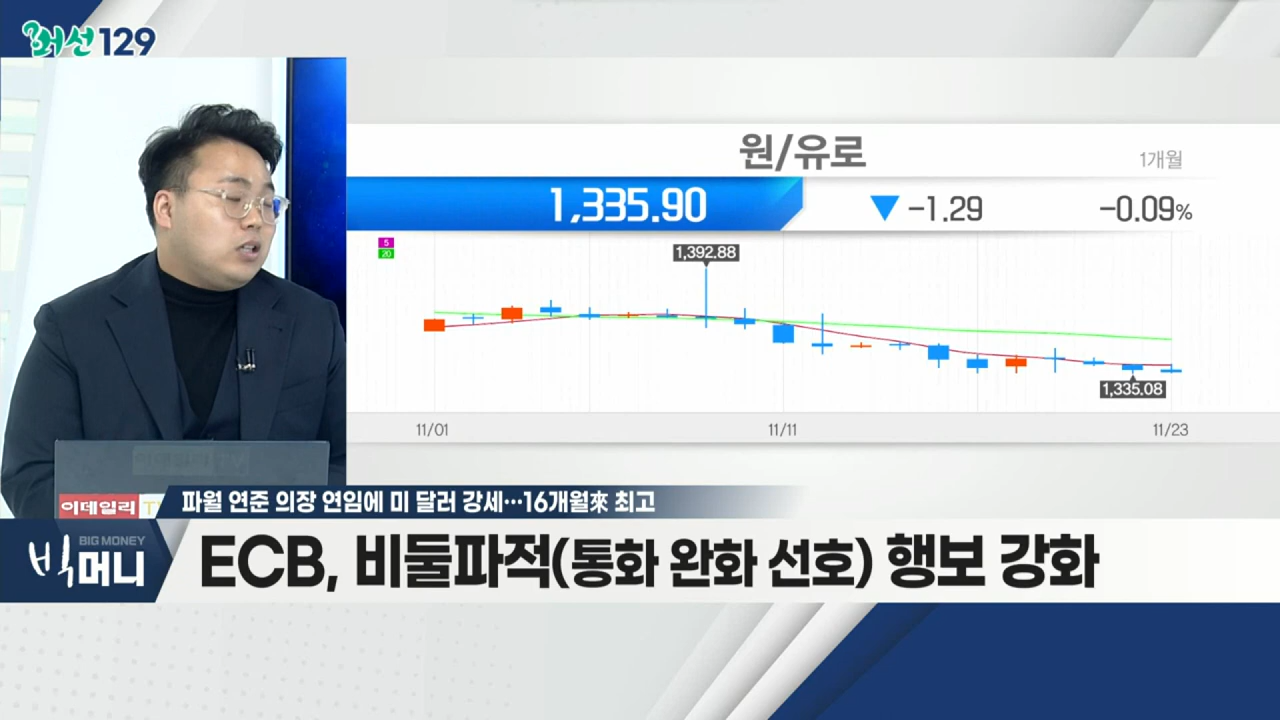 머선129
원/유로
1개월
1,335.90
▼ -1.29
-0.09%
5
20
1,392.88
1,335.08
11/01
11/11
11/23
이데일리 T
파월 연준 의장 연임에 미 달러 강세…16개월來 최고
BIG MONEY
빅머니
ECB, 비둘파적(통화 완화 선호) 행보 강화